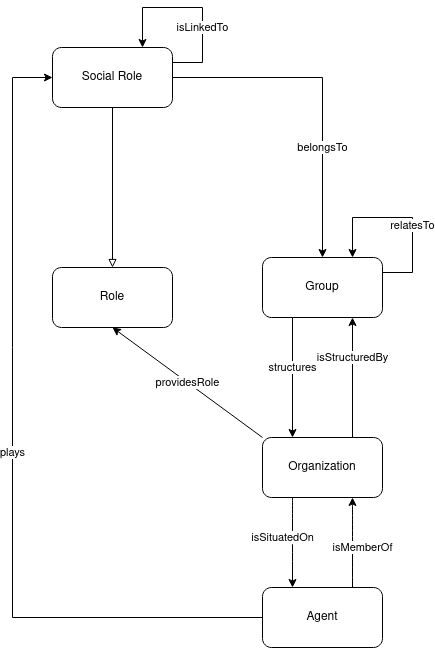 isLinkedTo
Social Role
belongsTo
relatesTo
Role
Group
isStructuredBy
structures
providesRole
plays
Organization
isSituatedOn
isMemberOf
Agent